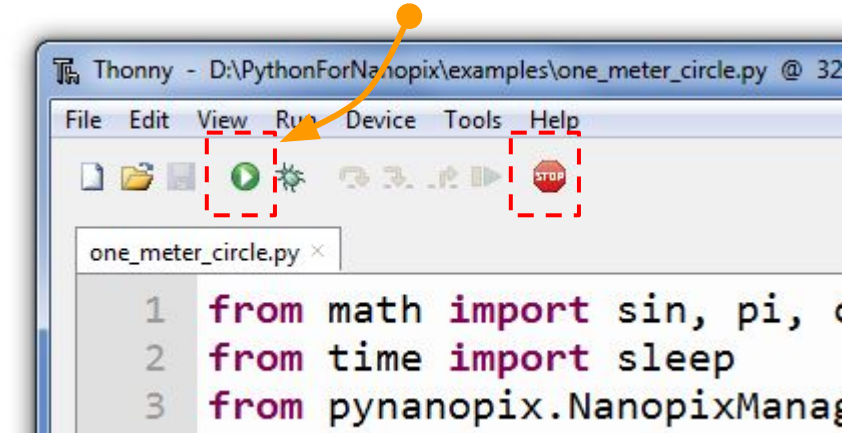 Thonny - D:\PythonForNanopix\examples\one_meter_circle.py @ 32
File Edit View Run Device Tools Help
STOP
one_meter_circle.py ×
1 from math import sin, pi,
2 from time import sleep
3 from pynanopix.NanopixManag